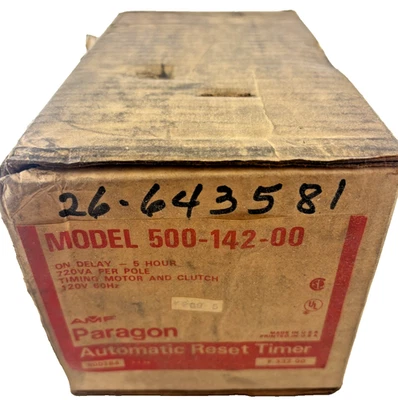 26-643581
MODEL 500-142-00
ON DELAY - 5 HOUR
720VA PER POLE
TIMING MOTOR AND CLUTCH
120V 60Hz
AMF
Paragon
Automatic Reset Timer